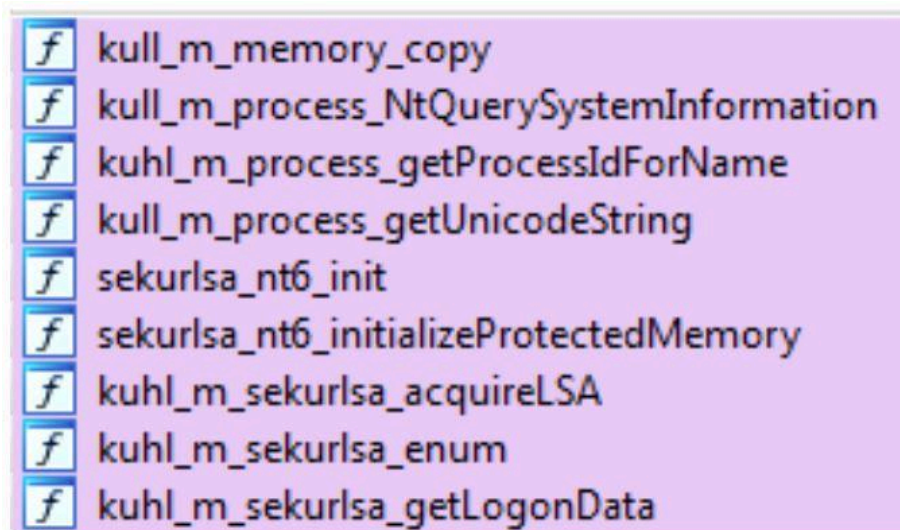 f kull_m_memory_copy
f kull_m_process_NtQuerySystemInformation
f kuhl_m_process_getProcessIdForName
f kull_m_process_getUnicodeString
f sekurlsa_nt6_init
f sekurlsa_nt6_initializeProtectedMemory
f kuhl_m_sekurlsa_acquireLSA
f kuhl_m_sekurlsa_enum
f kuhl_m_sekurlsa_getLogonData